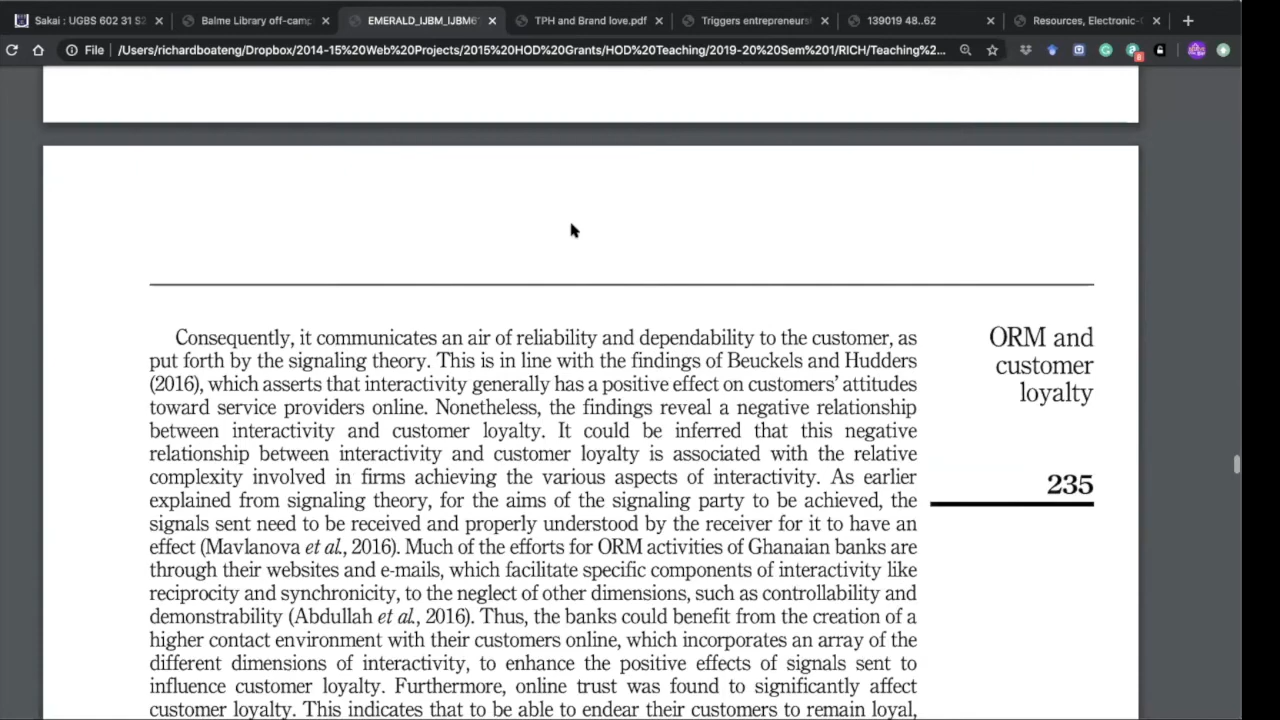 Sakai : UGBS 602 31 S2
Balme Library off-camp
EMERALD_IJBM_IJBM6
TPH and Brand love.pdf
Triggers entrepreneurs
139019 48..62
Resources, Electronic-
File
/Users/richardboateng/Dropbox/2014-15%20Web%20Projects/2015%20HOD%20Grants/HOD%20Teaching/2019-20%20Sem%201/RICH/Teaching%2...
8
Consequently, it communicates an air of reliability and dependability to the customer, as
put forth by the signaling theory. This is in line with the findings of Beuckels and Hudders
(2016), which asserts that interactivity generally has a positive effect on customers' attitudes
toward service providers online. Nonetheless, the findings reveal a negative relationship
between interactivity and customer loyalty. It could be inferred that this negative
relationship between interactivity and customer loyalty is associated with the relative
complexity involved in firms achieving the various aspects of interactivity. As earlier
explained from signaling theory, for the aims of the signaling party to be achieved, the
signals sent need to be received and properly understood by the receiver for it to have an
effect (Mavlanova et al., 2016). Much of the efforts for ORM activities of Ghanaian banks are
through their websites and e-mails, which facilitate specific components of interactivity like
reciprocity and synchronicity, to the neglect of other dimensions, such as controllability and
demonstrability (Abdullah et al., 2016). Thus, the banks could benefit from the creation of a
higher contact environment with their customers online, which incorporates an array of the
different dimensions of interactivity, to enhance the positive effects of signals sent to
influence customer loyalty. Furthermore, online trust was found to significantly affect
customer loyalty. This indicates that to be able to endear their customers to remain loyal,
ORM and
customer
loyalty
235